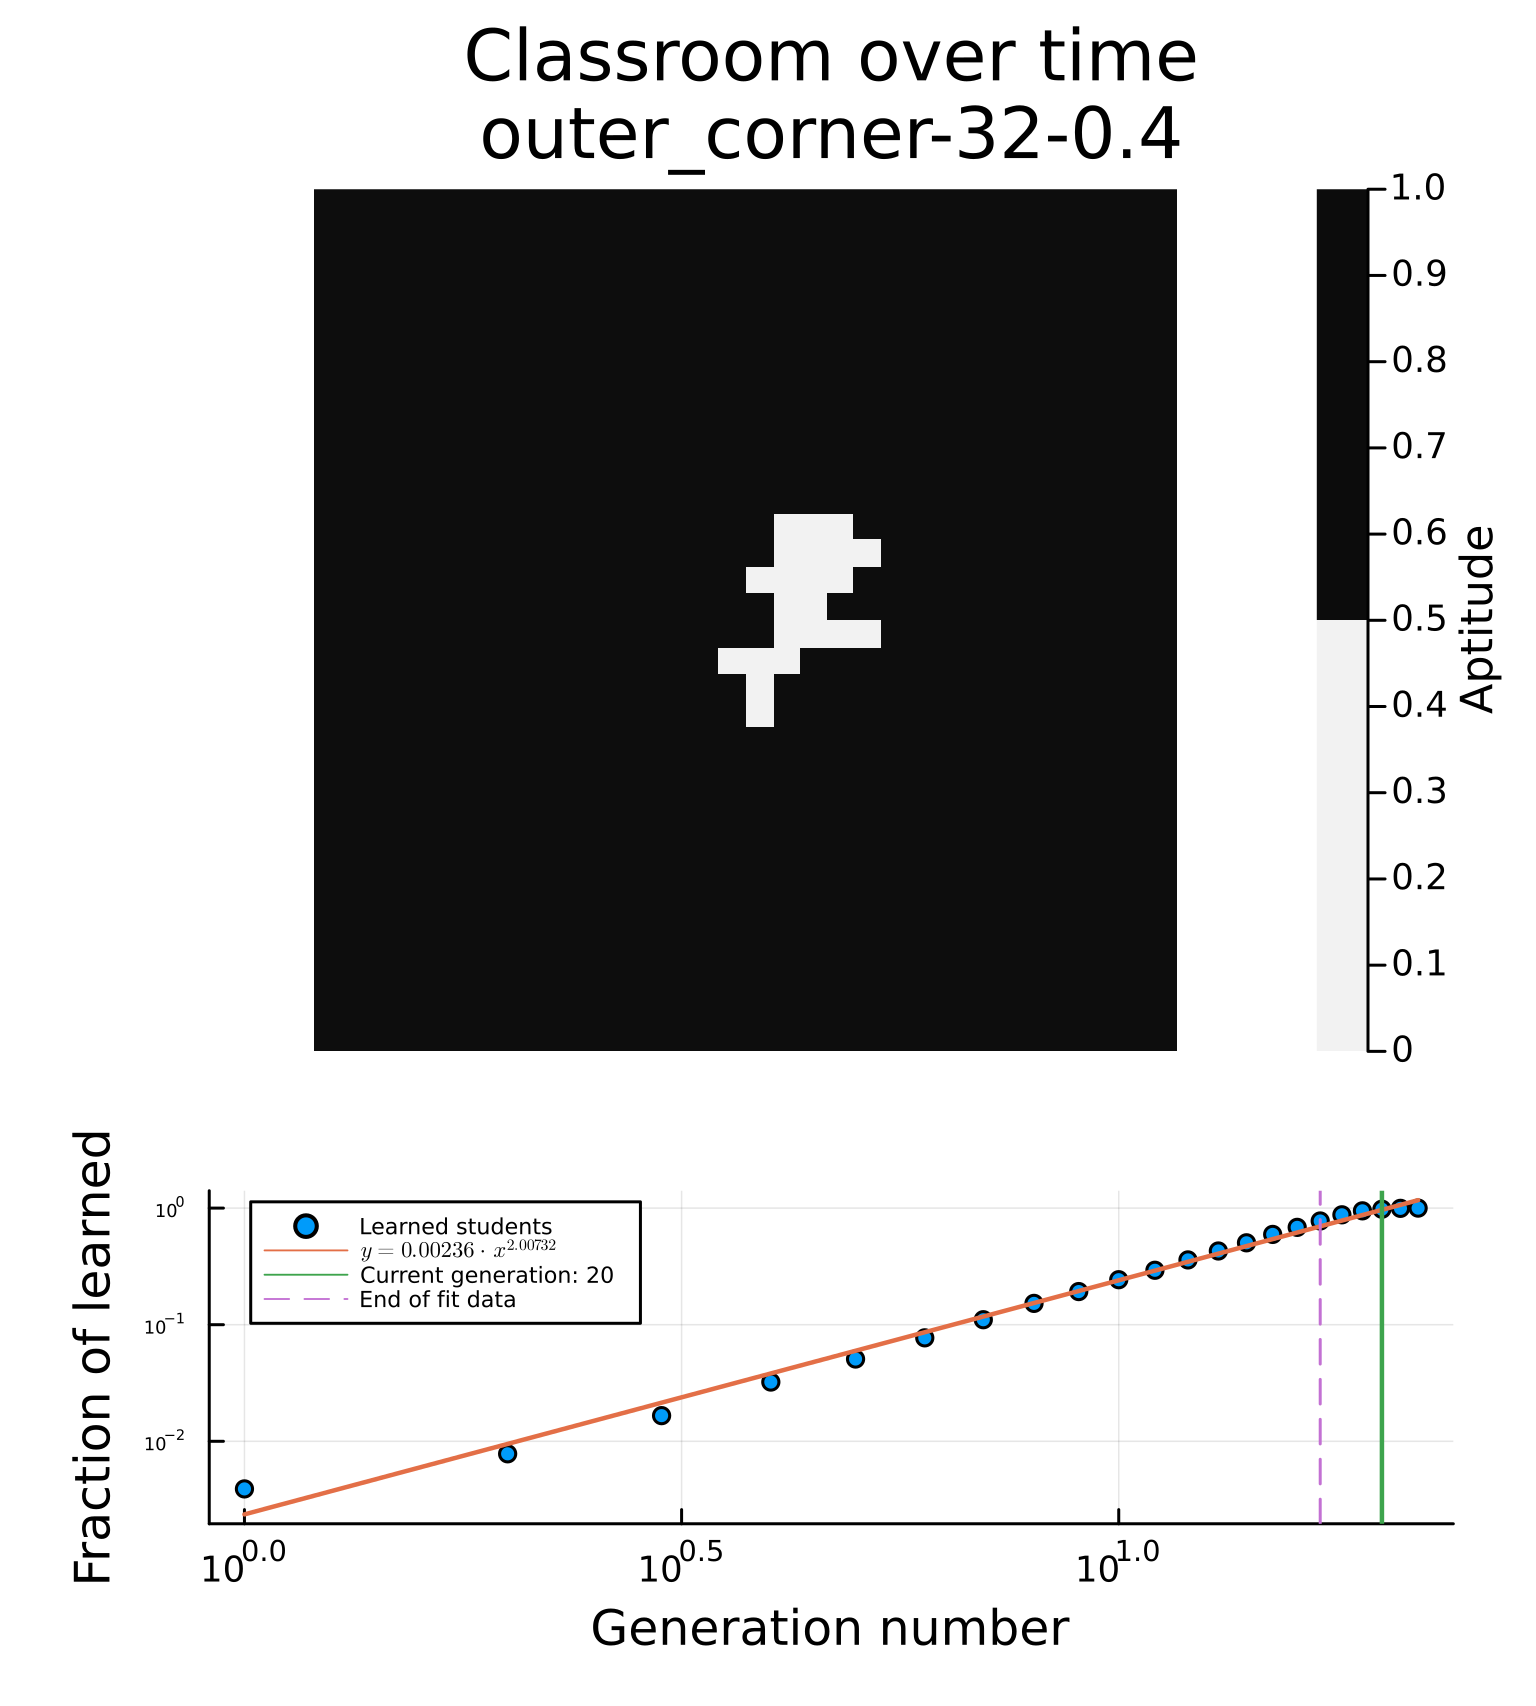 Classroom over time
outer_corner-32-0.4
1.0
0.9
0.8
0.7
0.6
0.5
0.4
0.3
0.2
0.1
0
Aptitude
Fraction of learned
10^0
10^-1
10^-2
Learned students
y = 0.00236 · x^2.00732
Current generation: 20
End of fit data
10^0.0
10^0.5
10^1.0
Generation number